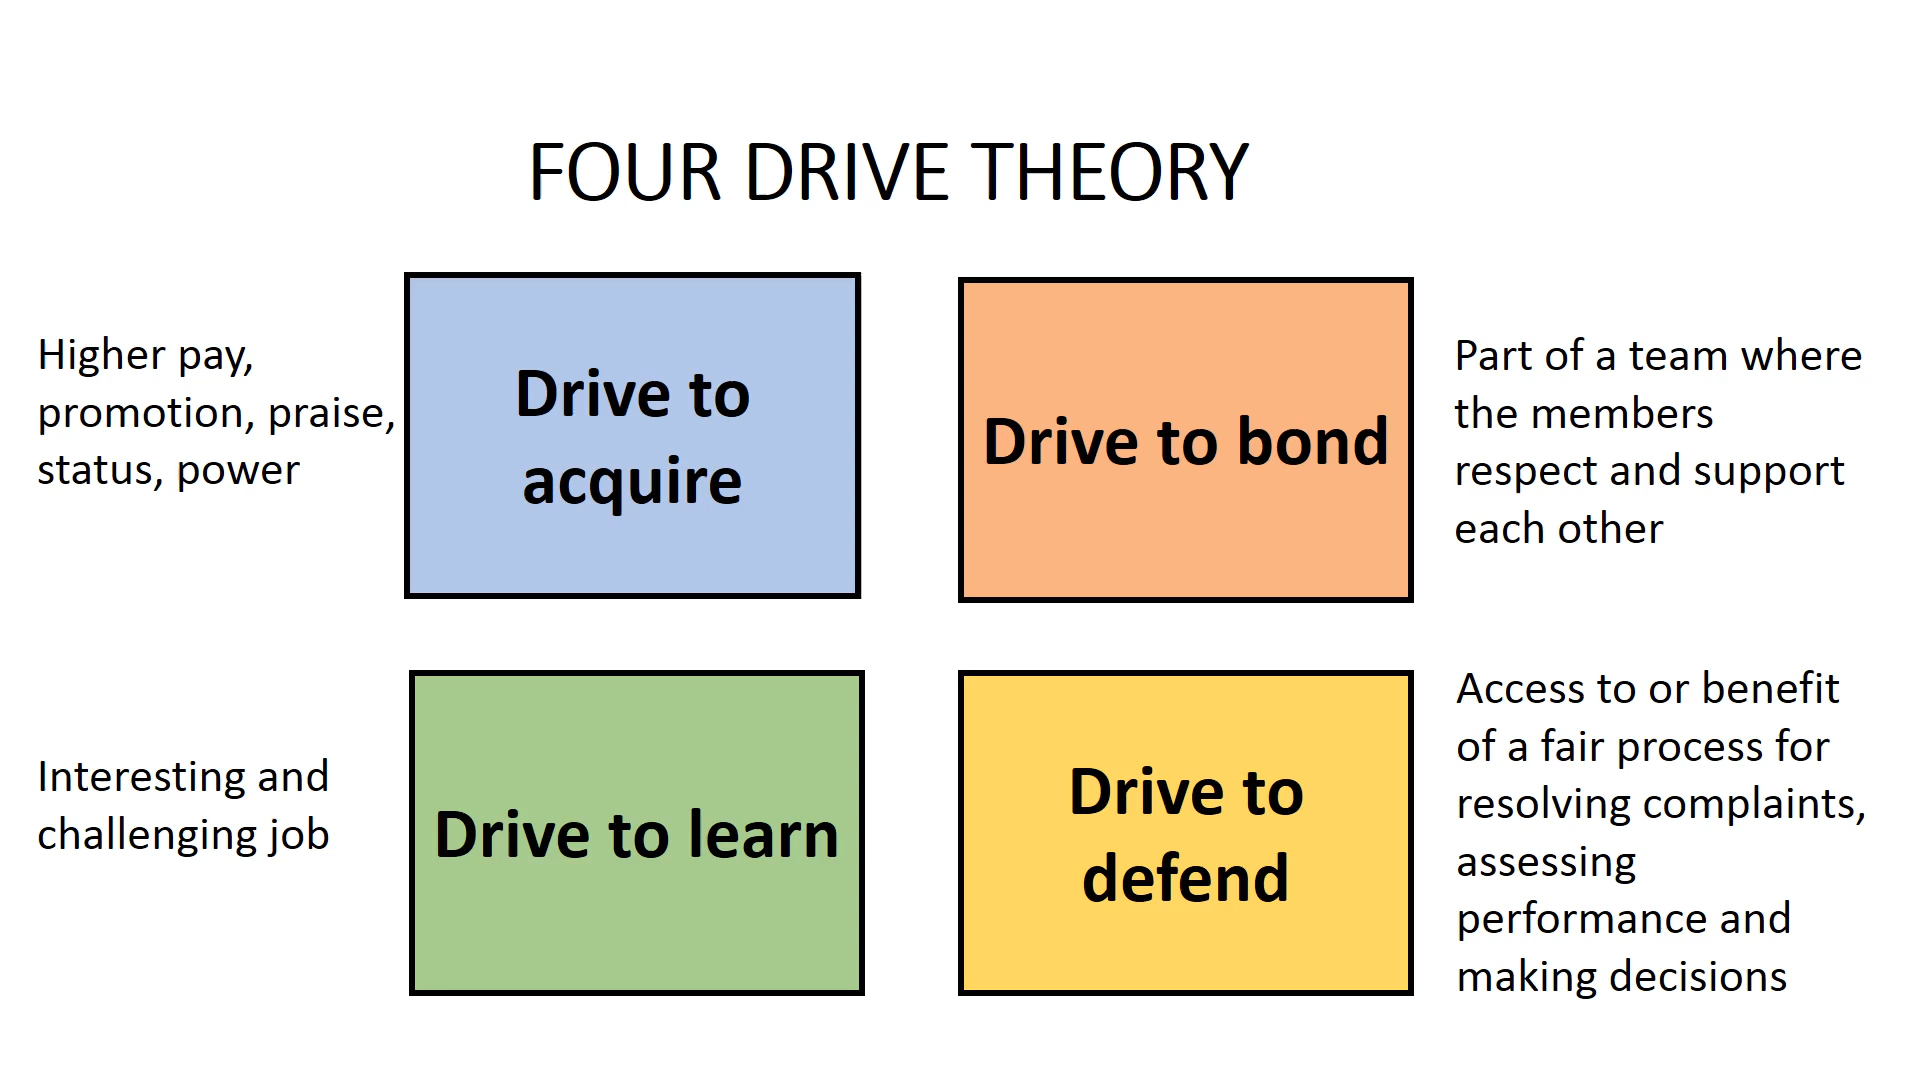 FOUR DRIVE THEORY
Higher pay,
promotion, praise,
status, power
Drive to
acquire
Drive to bond
Part of a team where
the members
respect and support
each other
Interesting and
challenging job
Drive to learn
Drive to
defend
Access to or benefit
of a fair process for
resolving complaints,
assessing
performance and
making decisions